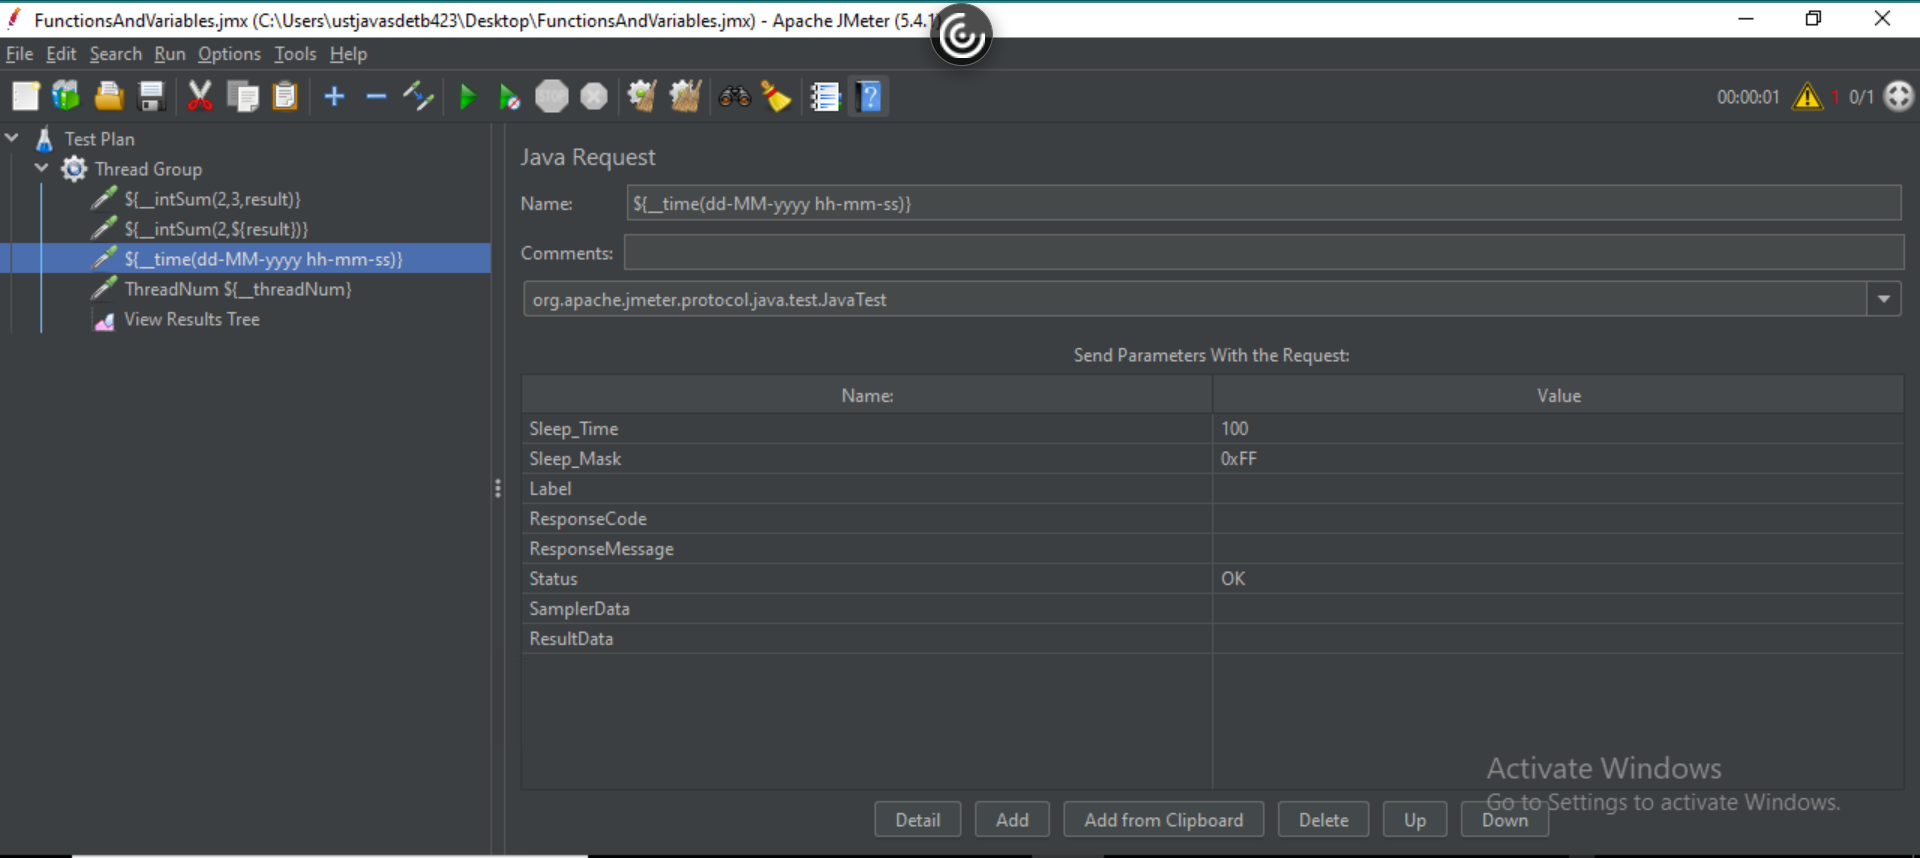 FunctionsAndVariables.jmx (C:\Users\ustjavasdetb423\Desktop\FunctionsAndVariables.jmx) - Apache JMeter (5.4.1)
File Edit Search Run Options Tools Help
STOP
?
00:00:01 1 0/1
Test Plan
Thread Group
${__intSum(2,3,result)}
${__intSum(2,${result})}
${__time(dd-MM-yyyy hh-mm-ss)}
ThreadNum ${__threadNum}
View Results Tree
Java Request
Name: ${__time(dd-MM-yyyy hh-mm-ss)}
Comments:
org.apache.jmeter.protocol.java.test.JavaTest
Send Parameters With the Request:
Name: Value
Sleep_Time 100
Sleep_Mask 0xFF
Label
ResponseCode
ResponseMessage
Status OK
SamplerData
ResultData
Activate Windows
Go to Settings to activate Windows.
Detail Add Add from Clipboard Delete Up Down